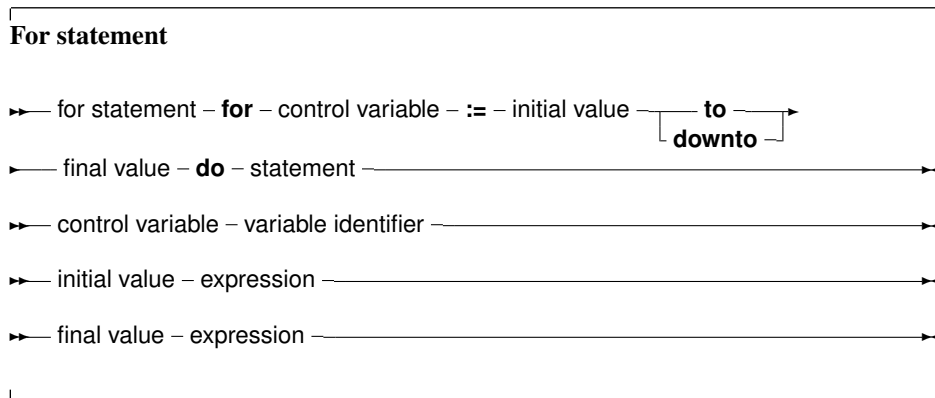 For statement
for statement – for – control variable – := – initial value – to –
downto –
final value – do – statement –
control variable – variable identifier –
initial value – expression –
final value – expression –